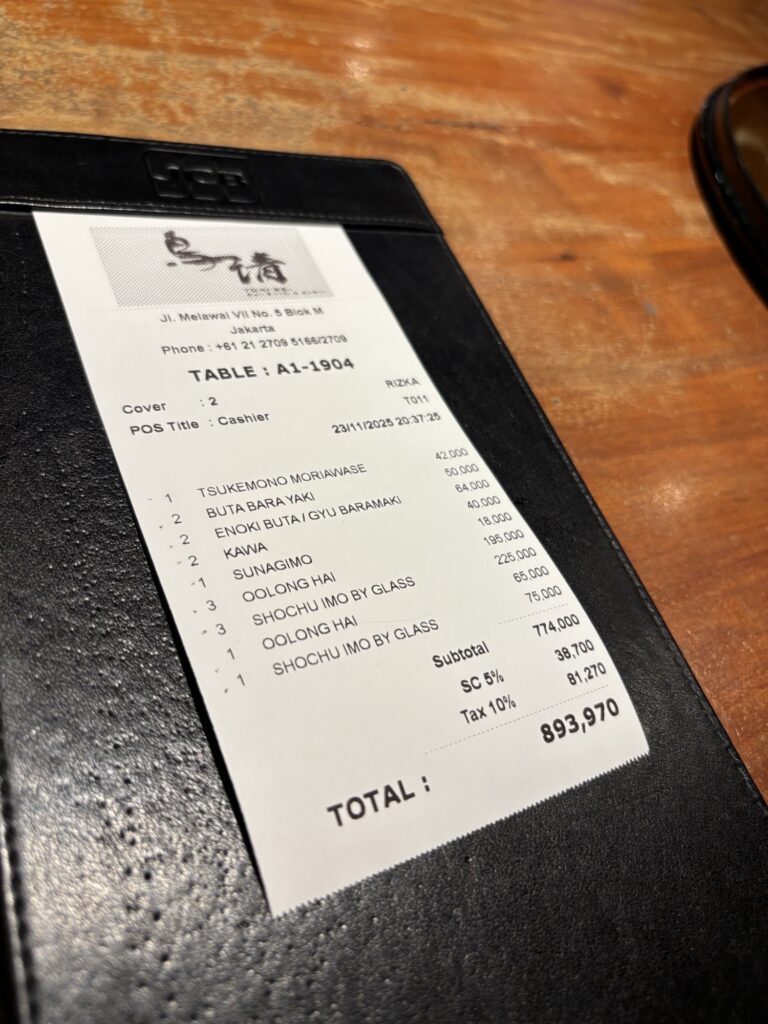 JCB
鳥清
Jl. Melawai VII No. 5 Blok M
Jakarta
Phone : +61 21 2709 5166/2709
TABLE : A1-1904
Cover : 2 RIZKA
POS Title : Cashier T011
23/11/2025 20:37:25
1 TSUKEMONO MORIAWASE 42,000
2 BUTA BARA YAKI 50,000
2 ENOKI BUTA / GYU BARAMAKI 64,000
2 KAWA 40,000
1 SUNAGIMO 18,000
3 OOLONG HAI 195,000
3 SHOCHU IMO BY GLASS 225,000
1 OOLONG HAI 65,000
1 SHOCHU IMO BY GLASS 75,000
Subtotal 774,000
SC 5% 38,700
Tax 10% 81,270
TOTAL : 893,970